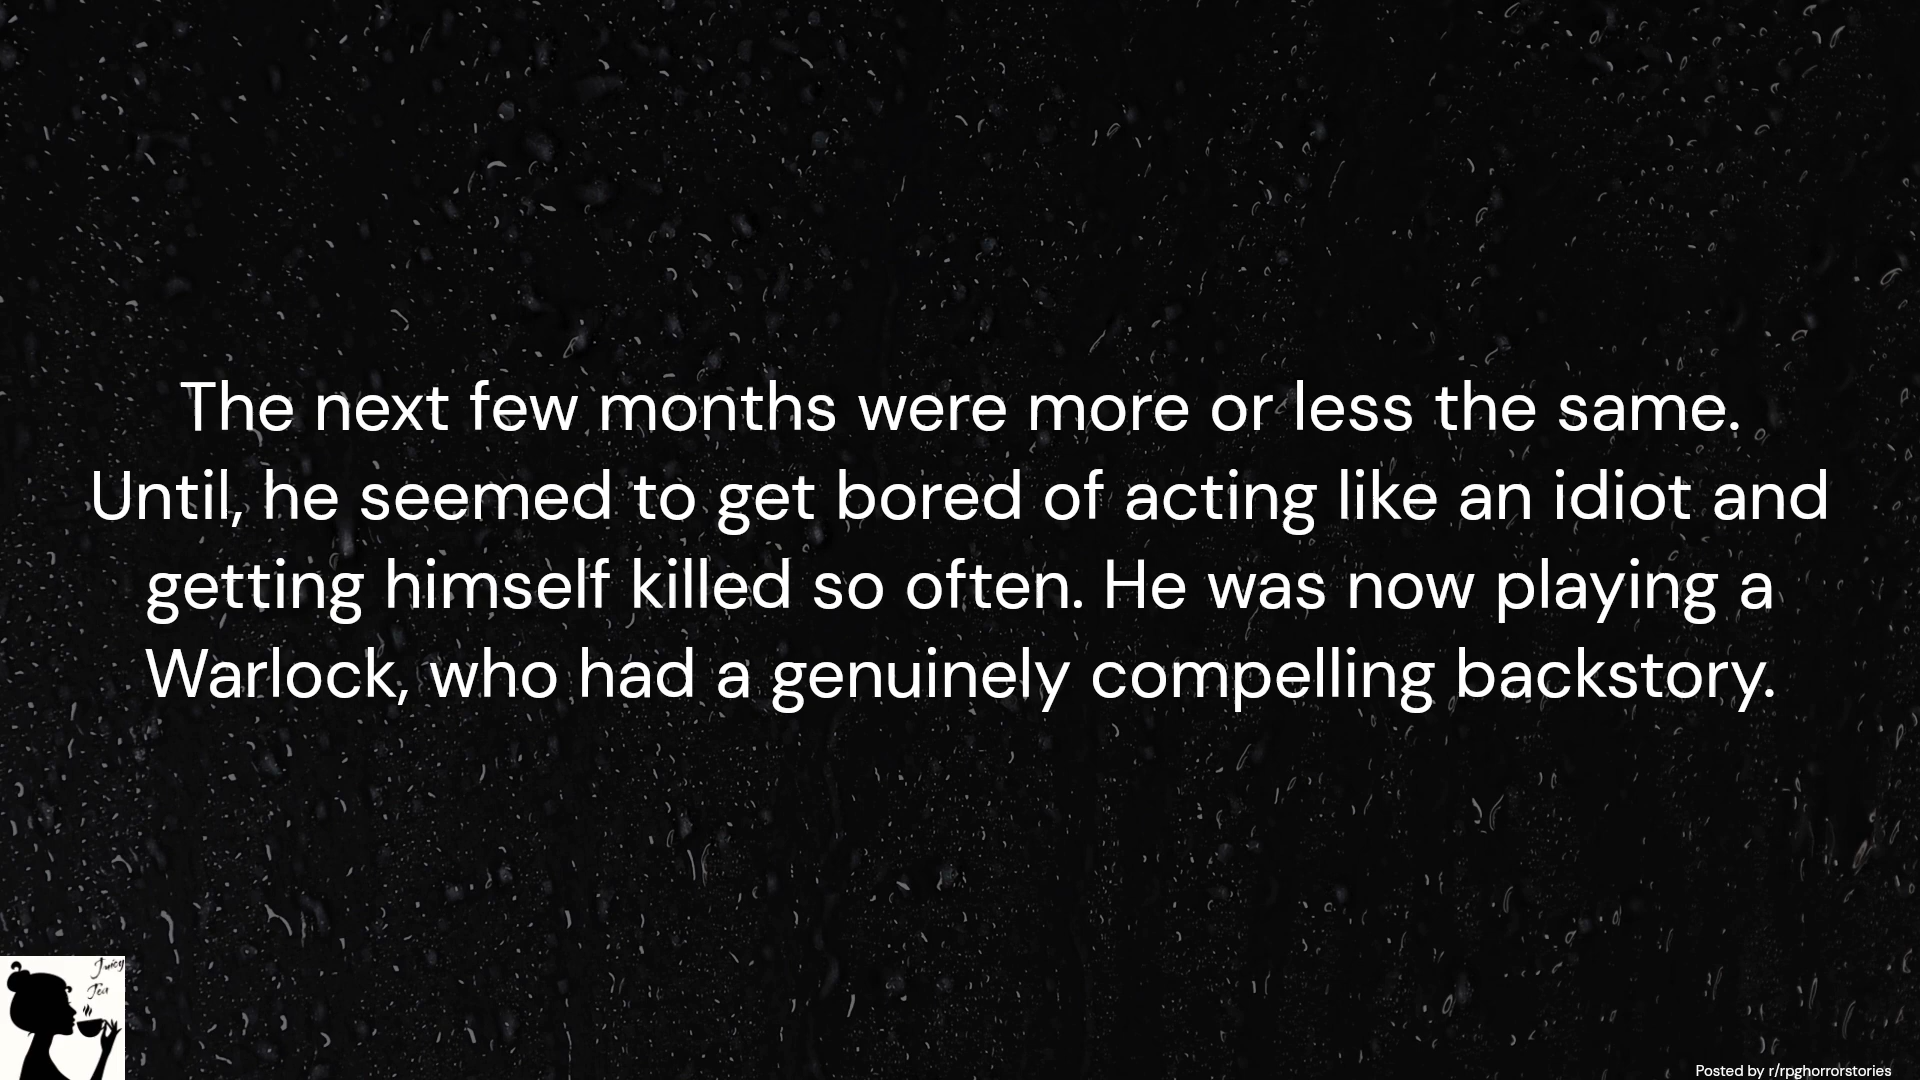 The next few months were more or less the same.
Until, he seemed to get bored of acting like an idiot and
getting himself killed so often. He was now playing a
Warlock, who had a genuinely compelling backstory.
Juicy
Tea
Posted by r/rpghorrorstories